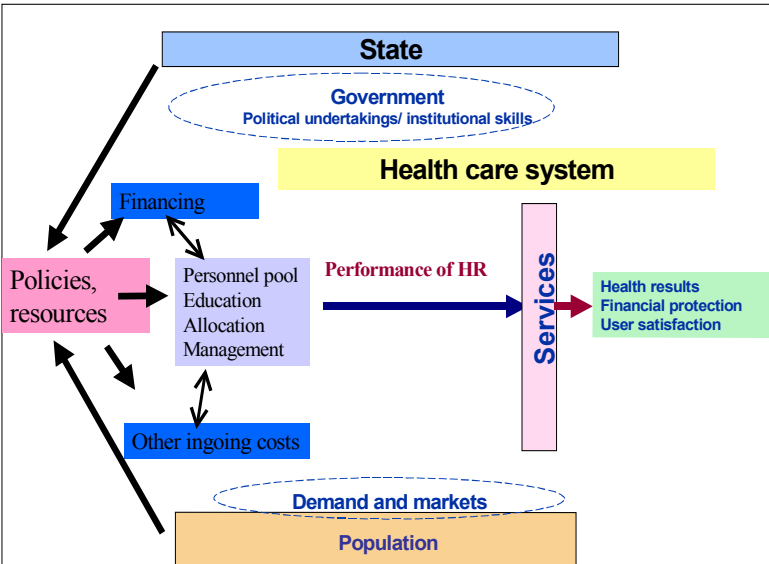 State
Government
Political undertakings/ institutional skills
Health care system
Financing
Policies,
resources
Personnel pool
Education
Allocation
Management
Performance of HR
Services
Health results
Financial protection
User satisfaction
Other ingoing costs
Demand and markets
Population